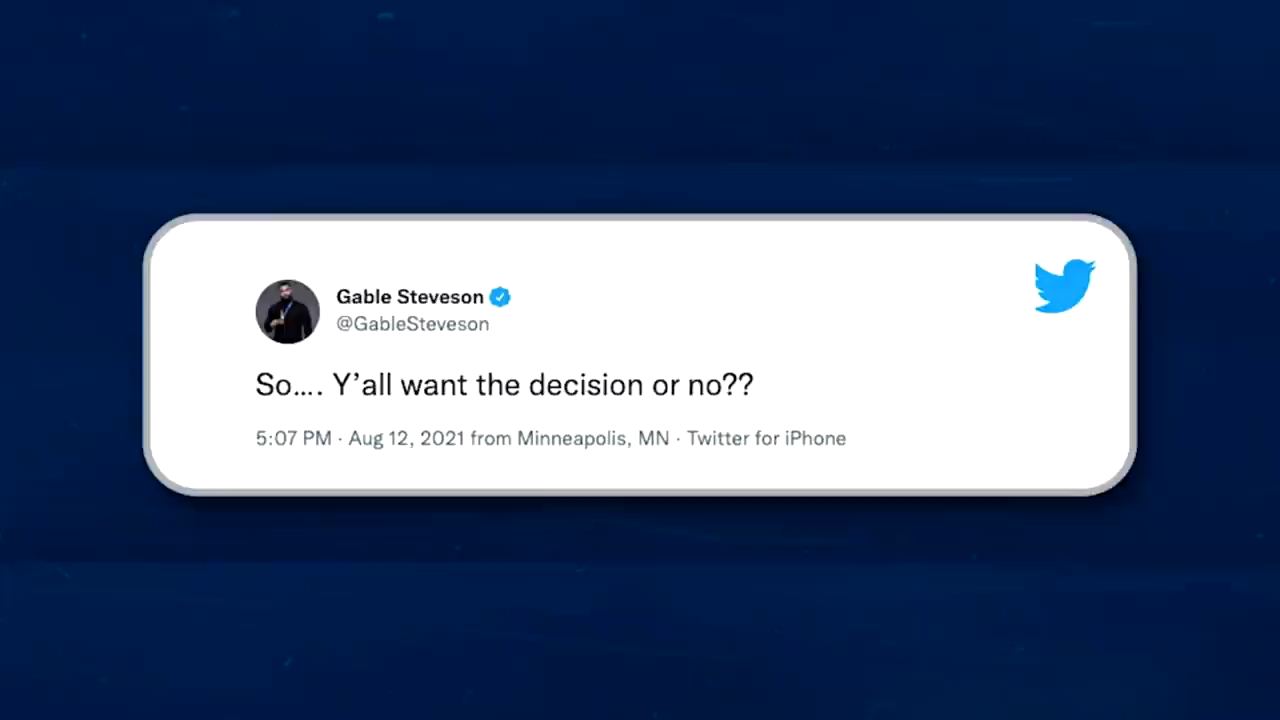 Gable Steveson
@GableSteveson
So.... Y’all want the decision or no??
5:07 PM · Aug 12, 2021 from Minneapolis, MN · Twitter for iPhone